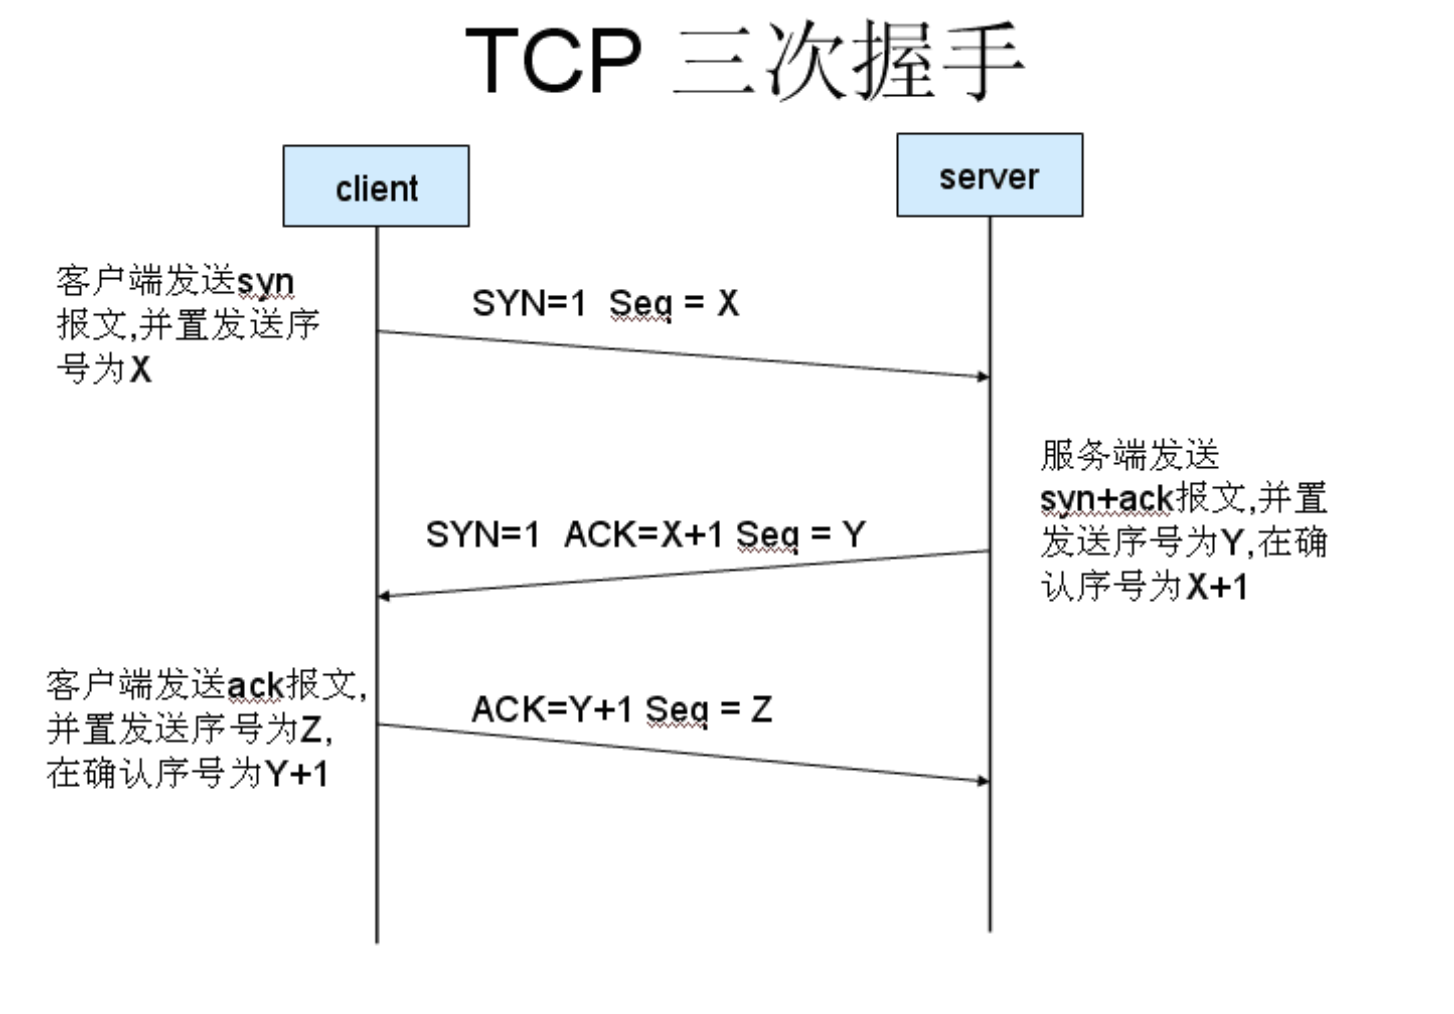 TCP 三次握手
client
server
客户端发送syn
报文,并置发送序
号为X
SYN=1 Seq = X
服务端发送
syn+ack报文,并置
发送序号为Y,在确
认序号为X+1
SYN=1 ACK=X+1 Seq = Y
客户端发送ack报文,
并置发送序号为Z,
在确认序号为Y+1
ACK=Y+1 Seq = Z